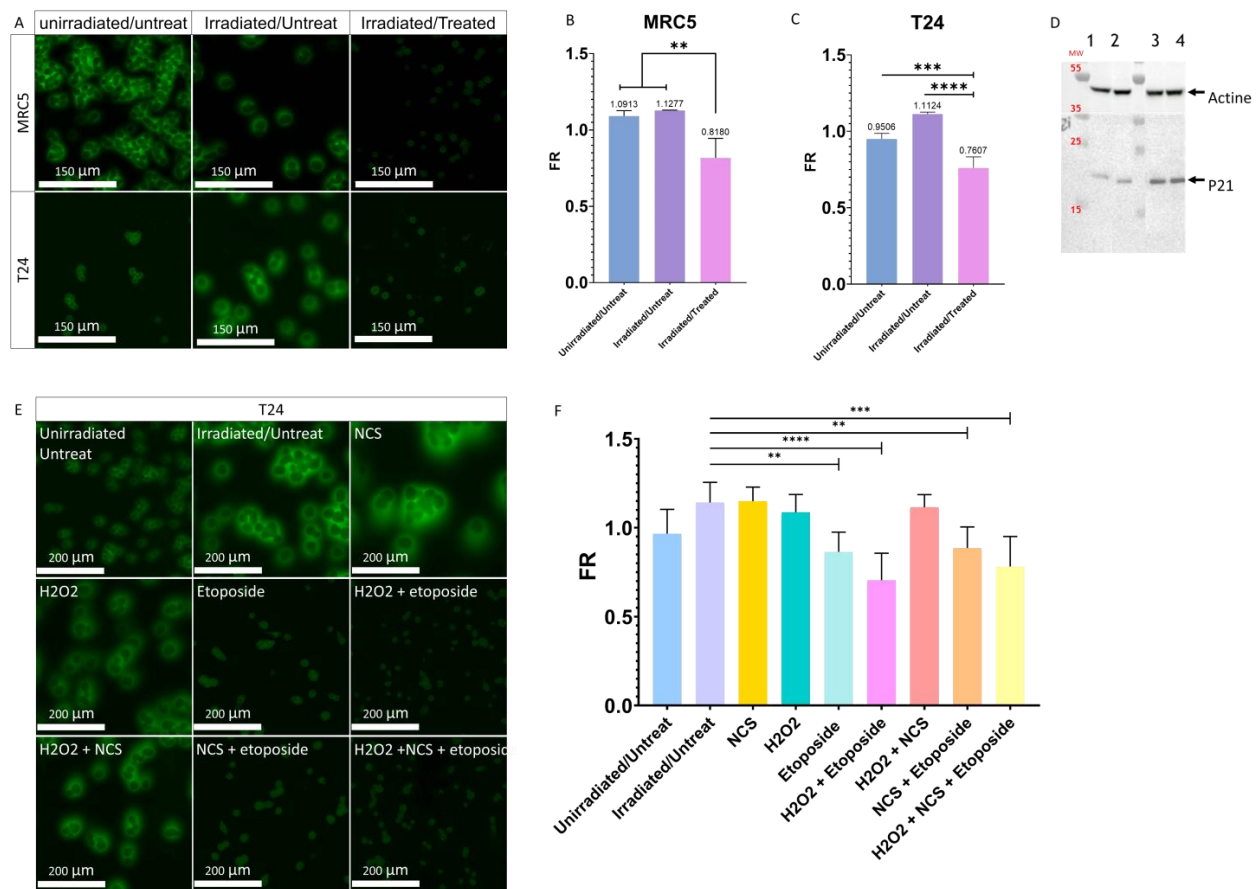 A
unirradiated/untreat
Irradiated/Untreat
Irradiated/Treated
MRC5
150 µm
150 µm
150 µm
T24
150 µm
150 µm
150 µm
B
MRC5
**
1.5
1.0
0.5
0.0
FR
1.0913
1.1277
0.8180
Unirradiated/Untreat
Irradiated/Untreat
Irradiated/Treated
C
T24
***
****
1.5
1.0
0.5
0.0
FR
0.9506
1.1124
0.7607
Unirradiated/Untreat
Irradiated/Untreat
Irradiated/Treated
D
1 2 3 4
MW
55
35
25
15
Actine
P21
E
T24
Unirradiated
Untreat
200 µm
Irradiated/Untreat
200 µm
NCS
200 µm
H2O2
200 µm
Etoposide
200 µm
H2O2 + etoposide
200 µm
H2O2 + NCS
200 µm
NCS + etoposide
200 µm
H2O2 +NCS + etoposid
200 µm
F
***
**
****
**
1.5
1.0
0.5
0.0
FR
Unirradiated/Untreat
Irradiated/Untreat
NCS
H2O2
Etoposide
H2O2 + Etoposide
H2O2 + NCS
NCS + Etoposide
H2O2 + NCS + Etoposide